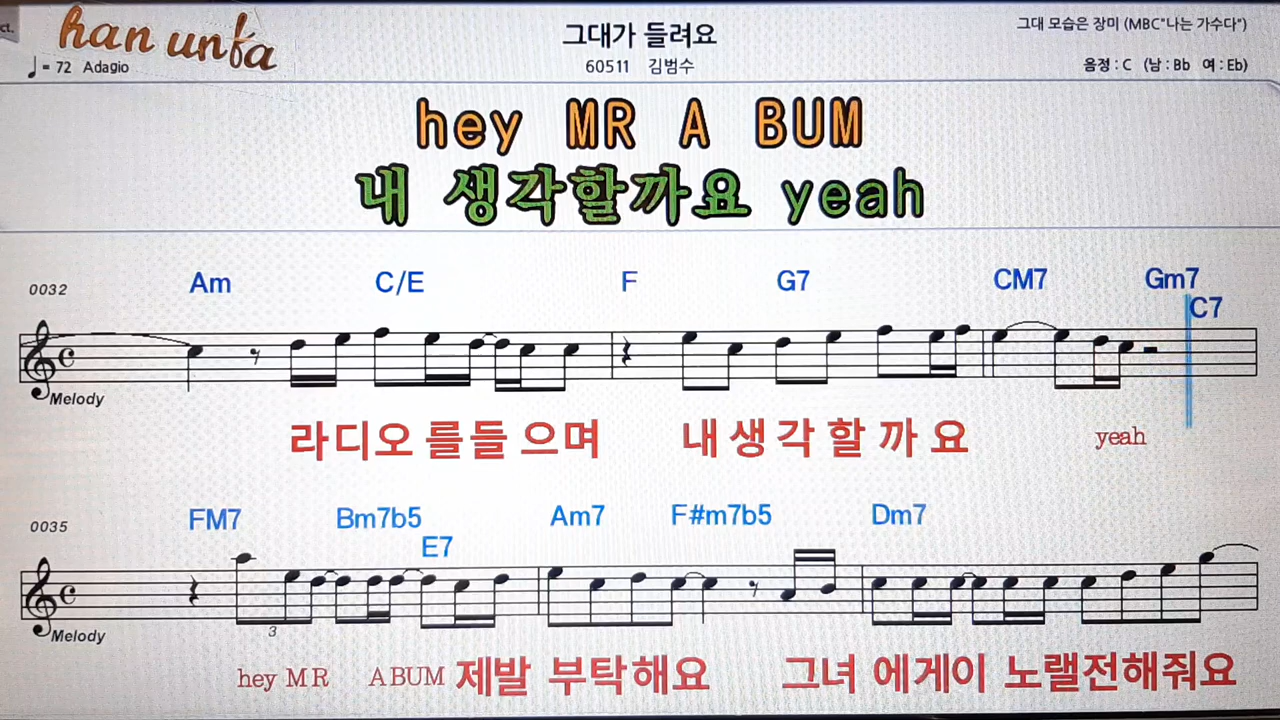 ct.
han unfa
♩= 72 Adagio
그대가 들려요
60511 김범수
그대 모습은 장미 (MBC"나는 가수다")
음정 : C (남 : Bb 여 : Eb)
hey MR A BUM
내 생각할까요 yeah
0032
Am C/E F G7 CM7 Gm7 C7
Melody
라디오 를들 으며 내 생 각 할 까 요 yeah
0035
FM7 Bm7b5 E7 Am7 F#m7b5 Dm7
3
Melody
hey MR ABUM 제발 부탁해요 그녀 에게이 노랠전해줘요